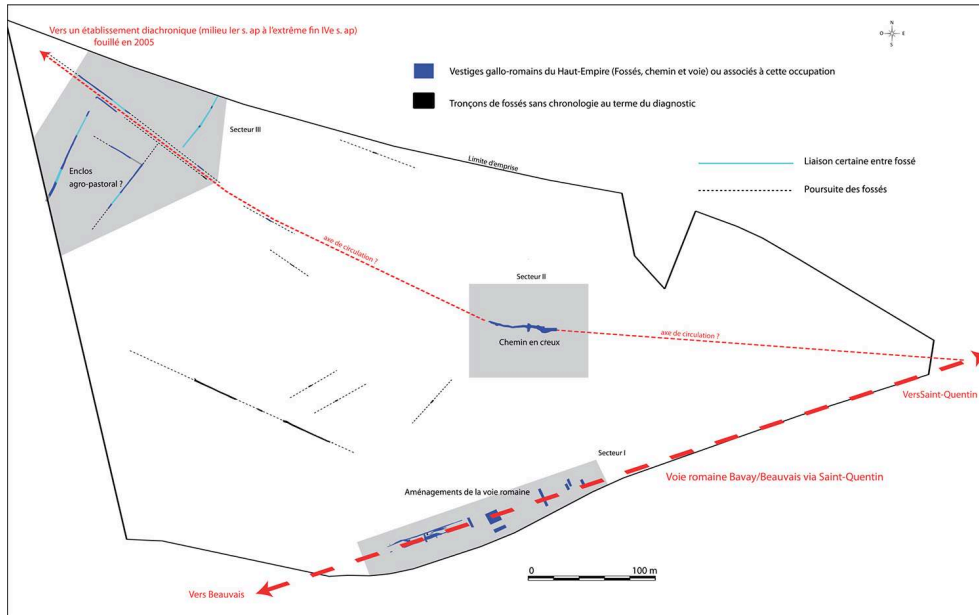 Vers un établissement diachronique (milieu Ier s. ap à l'extrême fin IVe s. ap)
fouillé en 2005
N
O
E
S
Vestiges gallo-romains du Haut-Empire (Fossés, chemin et voie) ou associés à cette occupation
Tronçons de fossés sans chronologie au terme du diagnostic
Secteur III
Limite d'emprise
Liaison certaine entre fossé
Enclos
agro-pastoral ?
Poursuite des fossés
axe de circulation ?
Secteur II
axe de circulation ?
Chemin en creux
VersSaint-Quentin
Secteur I
Voie romaine Bavay/Beauvais via Saint-Quentin
Aménagements de la voie romaine
0
100 m
Vers Beauvais